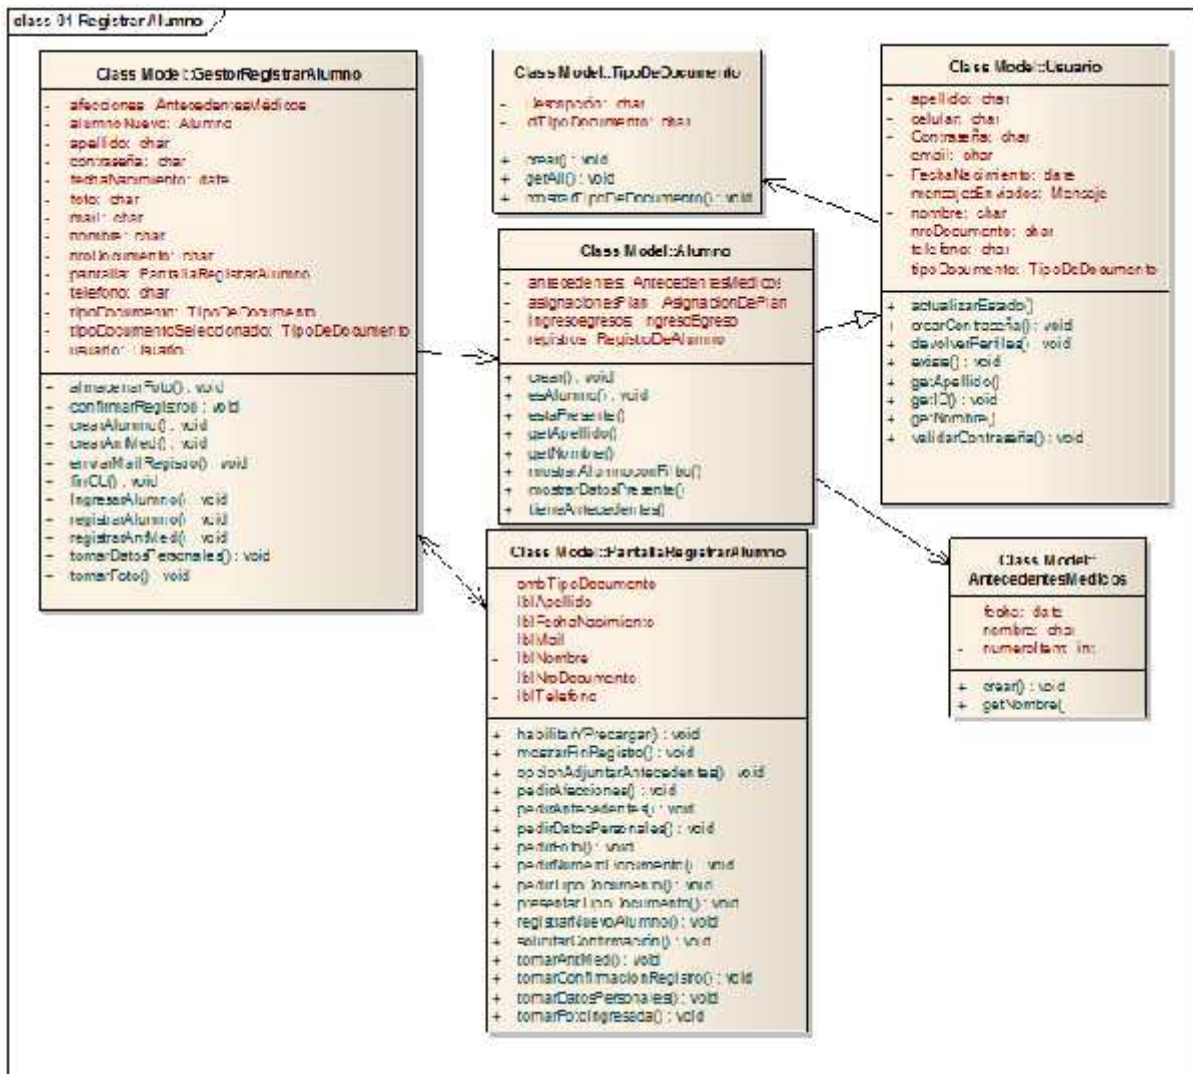 class 01 Registrar Alumno
Class Model::GestorRegistrarAlumno
- afecciones: AntecedentesMédicos
- alumnoNuevo: Alumno
- apellido: char
- contraseña: char
- fechaNacimiento: date
- foto: char
- mail: char
- nombre: char
- nroDocumento: char
- pantalla: PantallaRegistrarAlumno
- telefono: char
- tipoDocumento: TipoDeDocumento
- tipoDocumentoSeleccionado: TipoDeDocumento
- usuario: Usuario
+ almacenarFoto() : void
+ confirmarRegistro() : void
+ crearAlumno() : void
+ crearAntMed() : void
+ enviarMailRegistro() : void
+ finCU() : void
+ ingresarAlumno() : void
+ registrarAlumno() : void
+ registrarAntMed() : void
+ tomarDatosPersonales() : void
+ tomarFoto() : void
Class Model::TipoDeDocumento
- Descripción: char
- idTipoDocumento: char
+ crear() : void
+ getAll() : void
+ mostrarTipoDeDocumento() : void
Class Model::Usuario
- apellido: char
- celular: char
- Contraseña: char
- email: char
- FechaNacimiento: date
mensajesEnviados: Mensaje
- nombre: char
nroDocumento: char
telefono: char
tipoDocumento: TipoDeDocumento
+ actualizarEstado()
+ crearContraseña() : void
+ devolverPerfiles() : void
+ existe() : void
+ getApellido()
+ getID() : void
+ getNombre()
+ validarContraseña() : void
Class Model::Alumno
- antecedentes: AntecedentesMedicos
- asignacionesPlan: AsignacionDePlan
- ingresoegresos: IngresoEgreso
- registros: RegistroDeAlumno
+ crear() : void
+ esAlumno() : void
+ estaPresente()
+ getApellido()
+ getNombre()
+ mostrarAlumnoconFiltro()
+ mostrarDatosPresente()
+ tieneAntecedentes()
Class Model::PantallaRegistrarAlumno
cmbTipoDocumento
lblApellido
lblFechaNacimiento
lblMail
- lblNombre
lblNroDocumento
- lblTelefono
+ habilitarYPrecargar() : void
+ mostrarFinRegistro() : void
+ opcionAdjuntarAntecedentes() : void
+ pedirAfecciones() : void
+ pedirAntecedentes() : void
+ pedirDatosPersonales() : void
+ pedirFoto() : void
+ pedirNumeroDocumento() : void
+ pedirTipoDocumento() : void
+ presentarTipoDocumento() : void
+ registrarNuevoAlumno() : void
+ solicitarConfirmación() : void
+ tomarAntMed() : void
+ tomarConfirmacionRegistro() : void
+ tomarDatosPersonales() : void
+ tomarFotoIngresada() : void
Class Model::
AntecedentesMedicos
fecha: date
nombre: char
- numeroItem: int
+ crear() : void
+ getNombre(